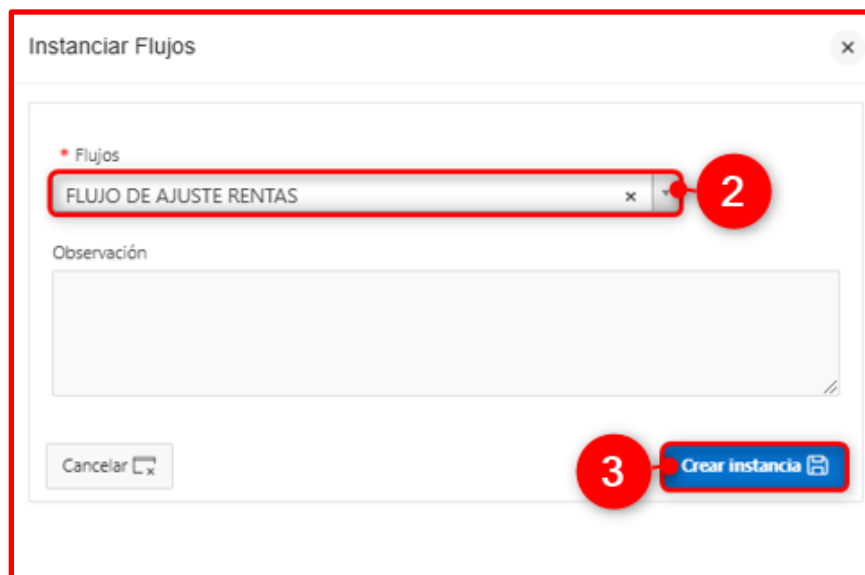 Instanciar Flujos
* Flujos
FLUJO DE AJUSTE RENTAS
2
Observación
Cancelar
3
Crear instancia